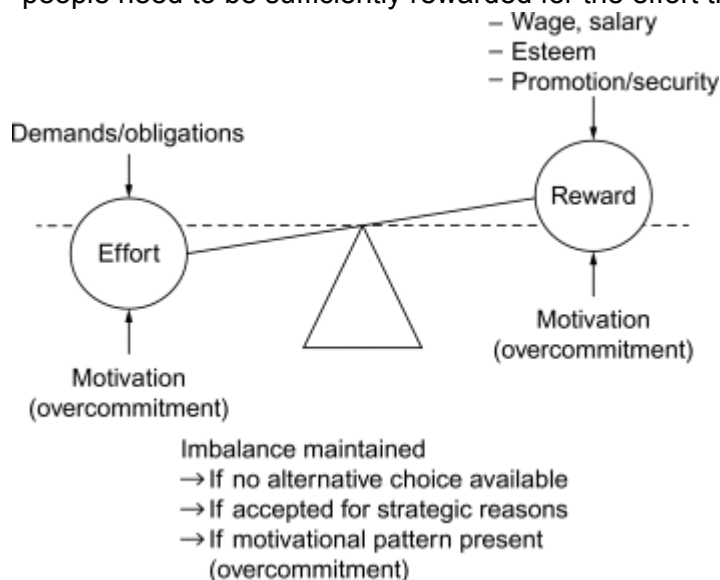 people need to be sufficiently rewarded for the effort
– Wage, salary
– Esteem
– Promotion/security
Demands/obligations
Reward
Effort
Motivation
(overcommitment)
Motivation
(overcommitment)
Imbalance maintained
→ If no alternative choice available
→ If accepted for strategic reasons
→ If motivational pattern present
(overcommitment)